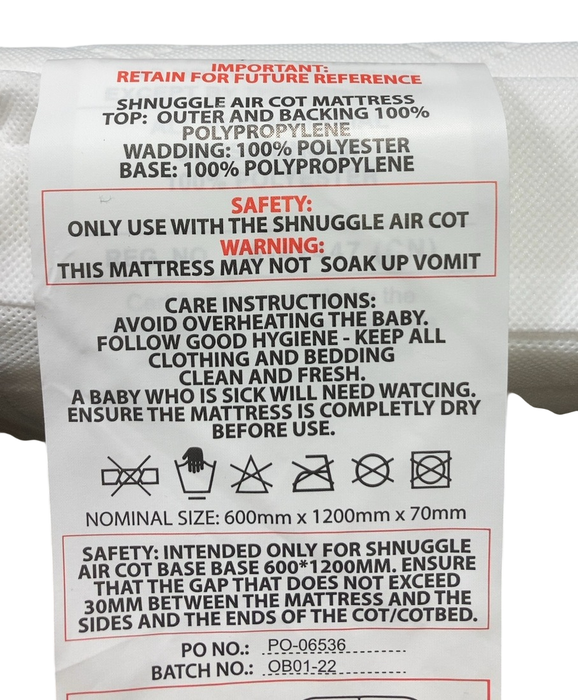 IMPORTANT:
RETAIN FOR FUTURE REFERENCE
SHNUGGLE AIR COT MATTRESS
TOP: OUTER AND BACKING 100%
POLYPROPYLENE
WADDING: 100% POLYESTER
BASE: 100% POLYPROPYLENE
SAFETY:
ONLY USE WITH THE SHNUGGLE AIR COT
WARNING:
THIS MATTRESS MAY NOT SOAK UP VOMIT
CARE INSTRUCTIONS:
AVOID OVERHEATING THE BABY.
FOLLOW GOOD HYGIENE - KEEP ALL
CLOTHING AND BEDDING
CLEAN AND FRESH.
A BABY WHO IS SICK WILL NEED WATCING.
ENSURE THE MATTRESS IS COMPLETLY DRY
BEFORE USE.
NOMINAL SIZE: 600mm x 1200mm x 70mm
SAFETY: INTENDED ONLY FOR SHNUGGLE
AIR COT BASE BASE 600*1200MM. ENSURE
THAT THE GAP THAT DOES NOT EXCEED
30MM BETWEEN THE MATTRESS AND THE
SIDES AND THE ENDS OF THE COT/COTBED.
PO NO.: PO-06536
BATCH NO.: OB01-22